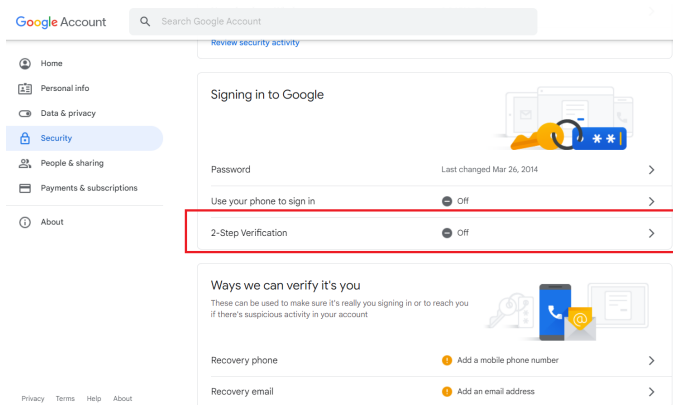 Google Account
Search Google Account
Home
Personal info
Data & privacy
Security
People & sharing
Payments & subscriptions
About
Privacy Terms Help About
Review security activity
Signing in to Google
**
Password Last changed Mar 26, 2014
Use your phone to sign in Off
2-Step Verification Off
Ways we can verify it's you
These can be used to make sure it's really you signing in or to reach you
if there's suspicious activity in your account
@
Recovery phone ! Add a mobile phone number
Recovery email ! Add an email address